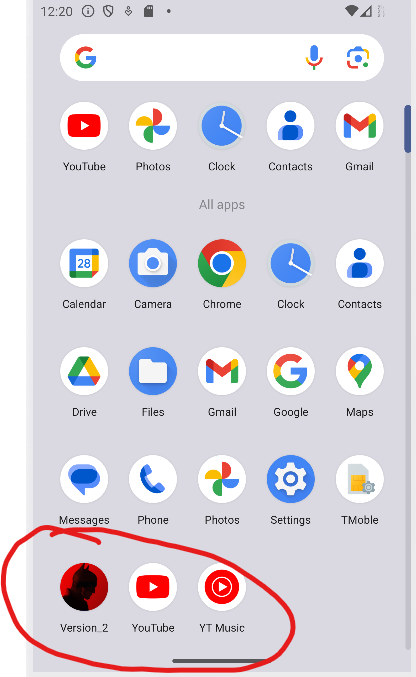 12:20
YouTube Photos Clock Contacts Gmail
All apps
28
Calendar Camera Chrome Clock Contacts
Drive Files Gmail Google Maps
Messages Phone Photos Settings TMoble
Version_2 YouTube YT Music